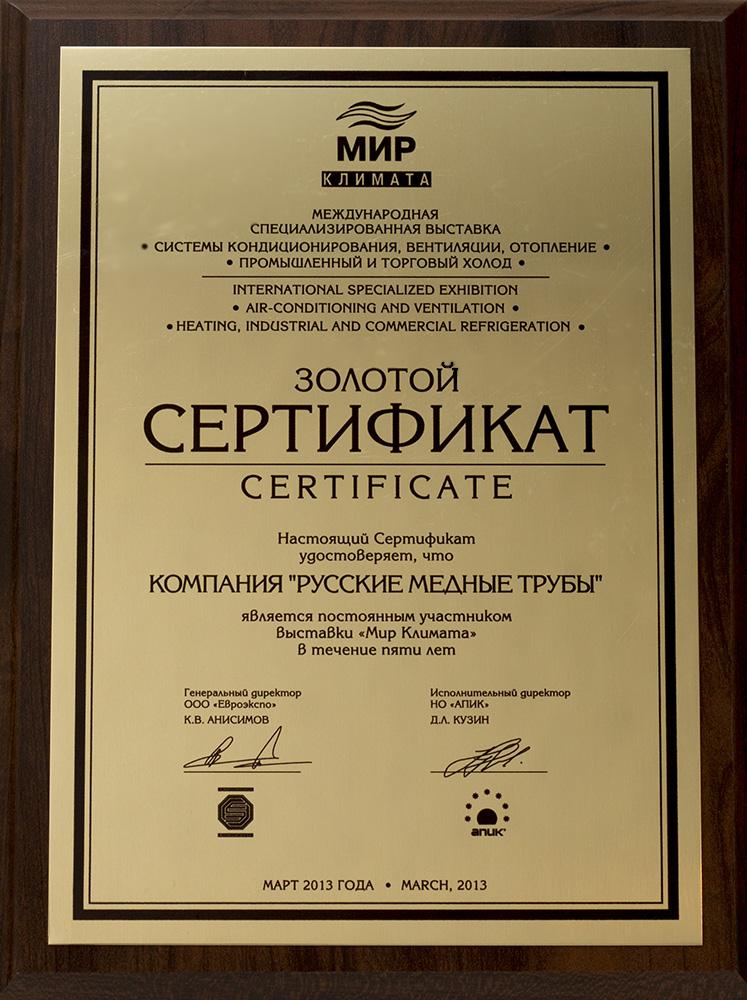 МИР
КЛИМАТА
МЕЖДУНАРОДНАЯ
СПЕЦИАЛИЗИРОВАННАЯ ВЫСТАВКА
• СИСТЕМЫ КОНДИЦИОНИРОВАНИЯ, ВЕНТИЛЯЦИИ, ОТОПЛЕНИЕ •
• ПРОМЫШЛЕННЫЙ И ТОРГОВЫЙ ХОЛОД •
INTERNATIONAL SPECIALIZED EXHIBITION
• AIR-CONDITIONING AND VENTILATION •
• HEATING, INDUSTRIAL AND COMMERCIAL REFRIGERATION •
ЗОЛОТОЙ
СЕРТИФИКАТ
CERTIFICATE
Настоящий Сертификат
удостоверяет, что
КОМПАНИЯ "РУССКИЕ МЕДНЫЕ ТРУБЫ"
является постоянным участником
выставки «Мир Климата»
в течение пяти лет
Генеральный директор
ООО «Евроэкспо»
К.В. АНИСИМОВ
Исполнительный директор
НО «АПИК»
Д.Л. КУЗИН
апик
МАРТ 2013 ГОДА • MARCH, 2013